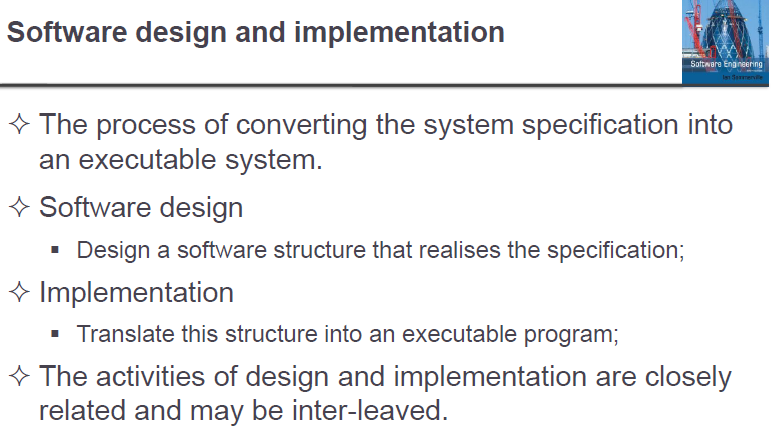 Software design and implementation
Software Engineering
Ian Sommerville
✧ The process of converting the system specification into
an executable system.
✧ Software design
▪ Design a software structure that realises the specification;
✧ Implementation
▪ Translate this structure into an executable program;
✧ The activities of design and implementation are closely
related and may be inter-leaved.